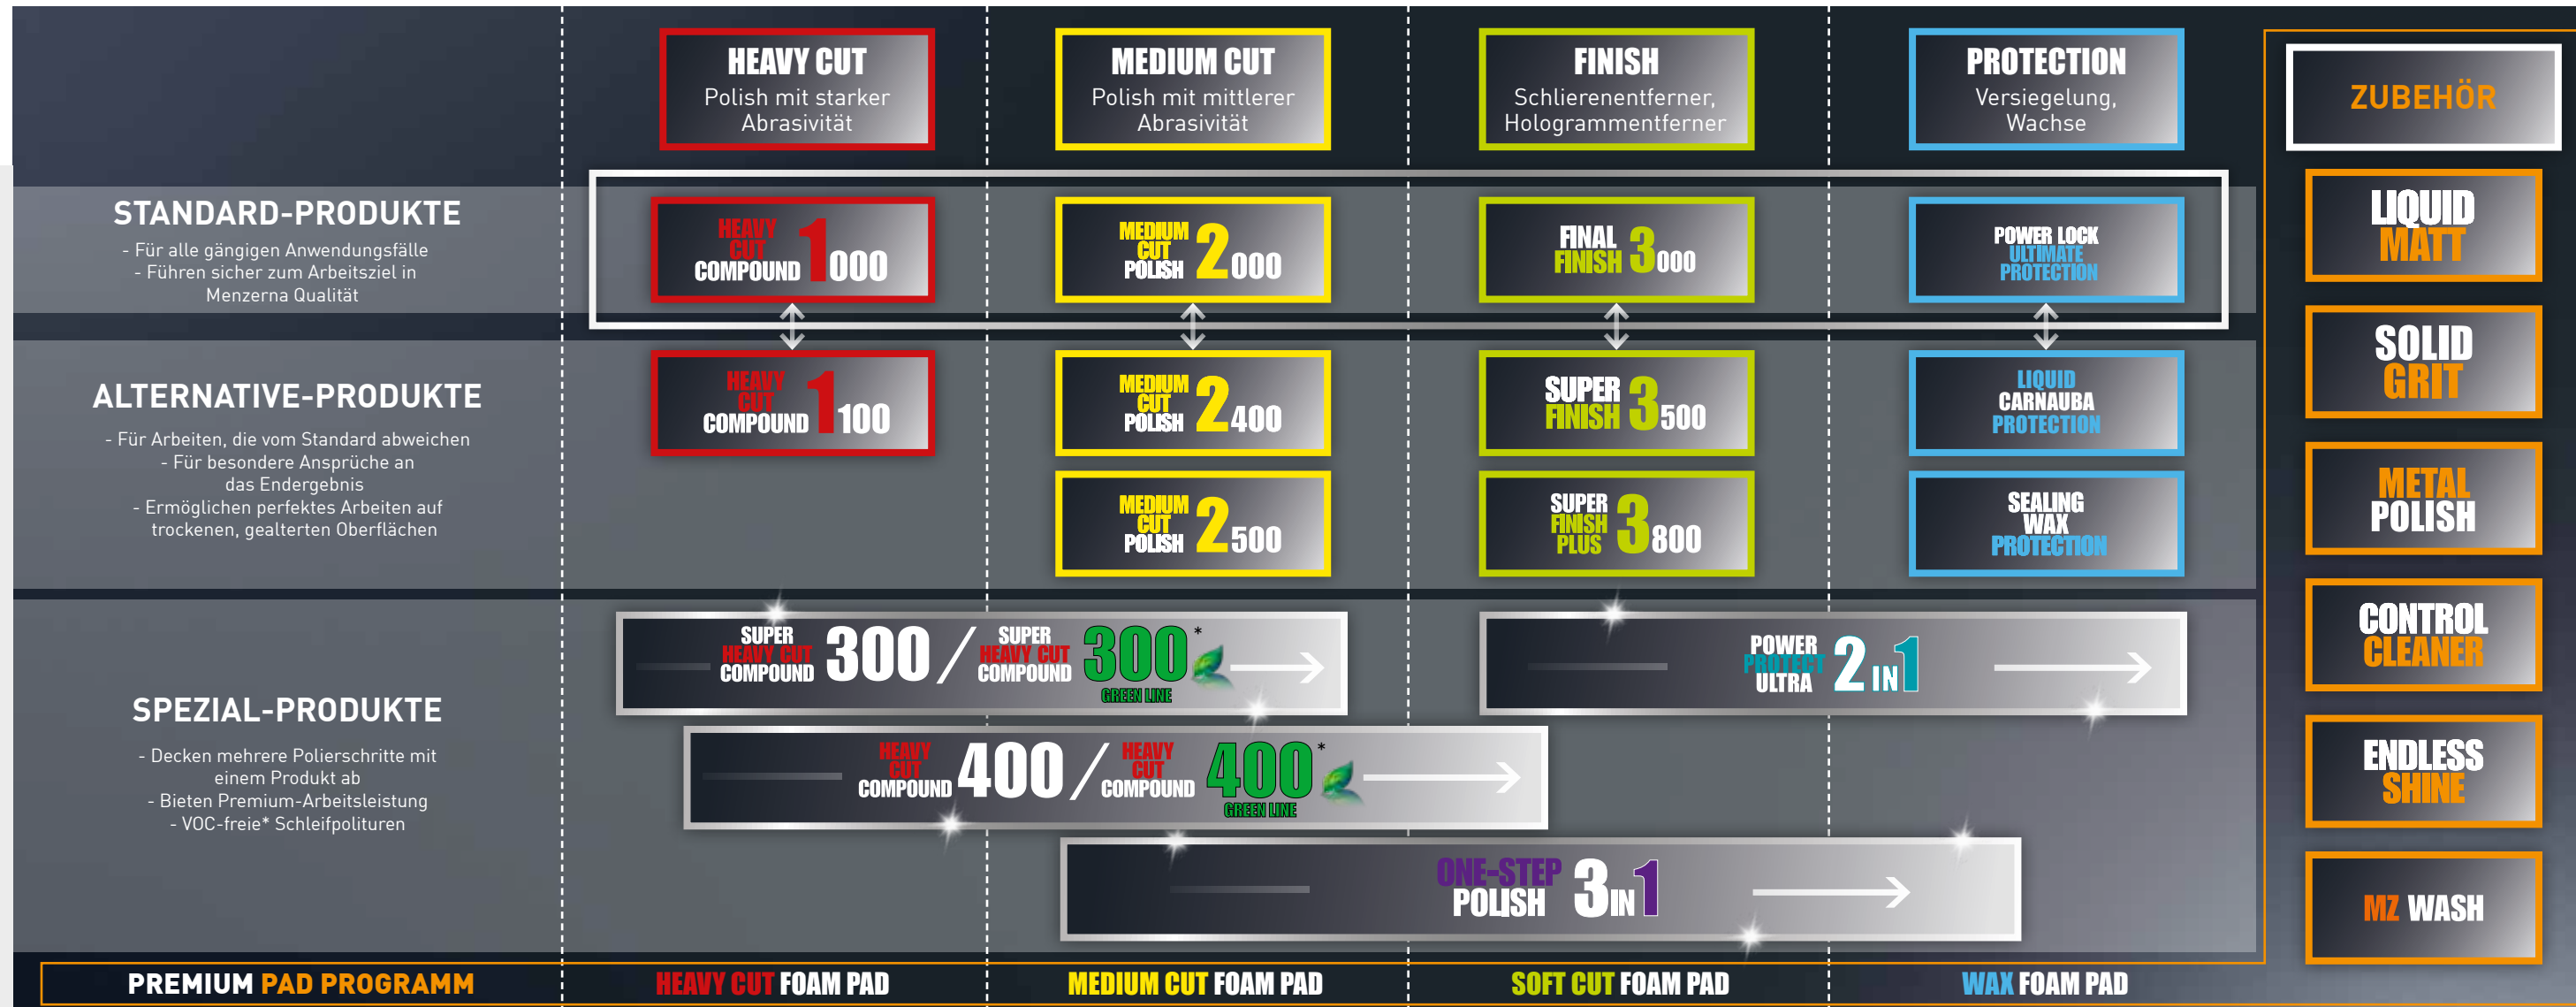 HEAVY CUT
Polish mit starker
Abrasivität
MEDIUM CUT
Polish mit mittlerer
Abrasivität
FINISH
Schlierenentferner,
Hologrammentferner
PROTECTION
Versiegelung,
Wachse
ZUBEHÖR
STANDARD-PRODUKTE
- Für alle gängigen Anwendungsfälle
- Führen sicher zum Arbeitsziel in
Menzerna Qualität
HEAVY
CUT
COMPOUND 1000
MEDIUM
CUT
POLISH 2000
FINAL
FINISH 3000
POWER LOCK
ULTIMATE
PROTECTION
ALTERNATIVE-PRODUKTE
- Für Arbeiten, die vom Standard abweichen
- Für besondere Ansprüche an
das Endergebnis
- Ermöglichen perfektes Arbeiten auf
trockenen, gealterten Oberflächen
HEAVY
CUT
COMPOUND 1100
MEDIUM
CUT
POLISH 2400
SUPER
FINISH 3500
LIQUID
CARNAUBA
PROTECTION
MEDIUM
CUT
POLISH 2500
SUPER
FINISH
PLUS 3800
SEALING
WAX
PROTECTION
SPEZIAL-PRODUKTE
- Decken mehrere Polierschritte mit
einem Produkt ab
- Bieten Premium-Arbeitsleistung
- VOC-freie* Schleifpolituren
SUPER
HEAVY CUT
COMPOUND 300 /
SUPER
HEAVY CUT
COMPOUND 300*
GREEN LINE
POWER
PROTECT
ULTRA 2 IN 1
HEAVY
CUT
COMPOUND 400 /
HEAVY
CUT
COMPOUND 400*
GREEN LINE
ONE-STEP
POLISH 3 IN 1
LIQUID
MATT
SOLID
GRIT
METAL
POLISH
CONTROL
CLEANER
ENDLESS
SHINE
MZ WASH
PREMIUM PAD PROGRAMM
HEAVY CUT FOAM PAD
MEDIUM CUT FOAM PAD
SOFT CUT FOAM PAD
WAX FOAM PAD